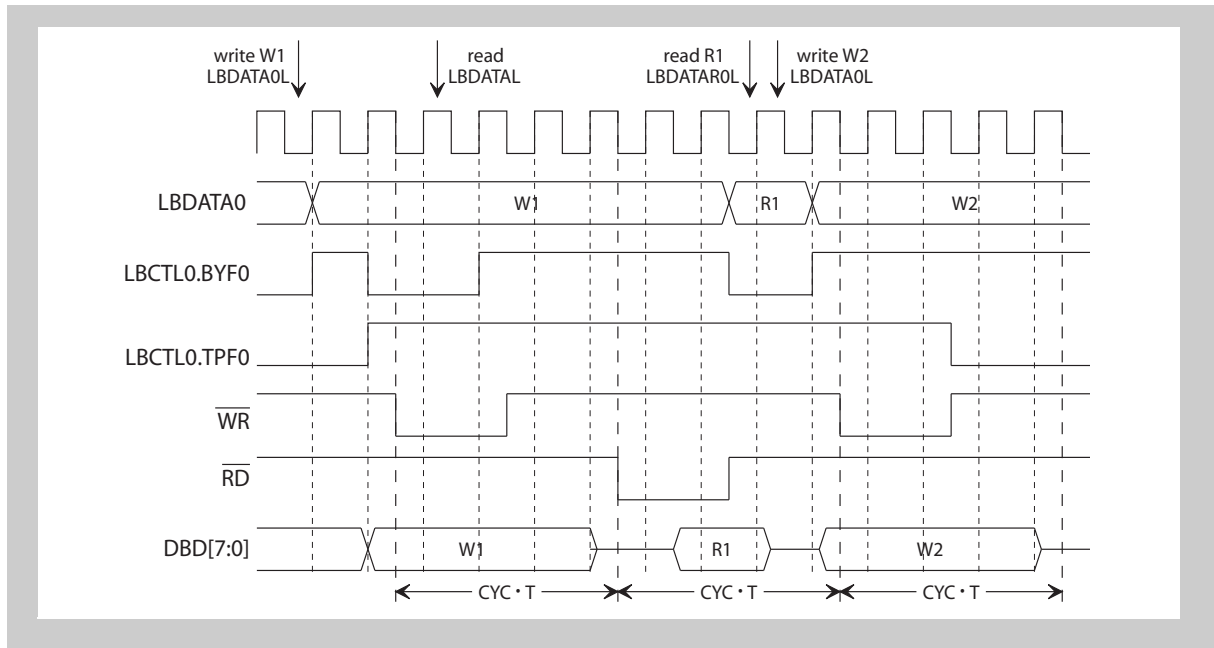 write W1
LBDATA0L
read
LBDATAL
read R1
LBDATAR0L
write W2
LBDATA0L
LBDATA0
W1
R1
W2
LBCTL0.BYF0
LBCTL0.TPF0
WR
RD
DBD[7:0]
W1
R1
W2
CYC • T
CYC • T
CYC • T